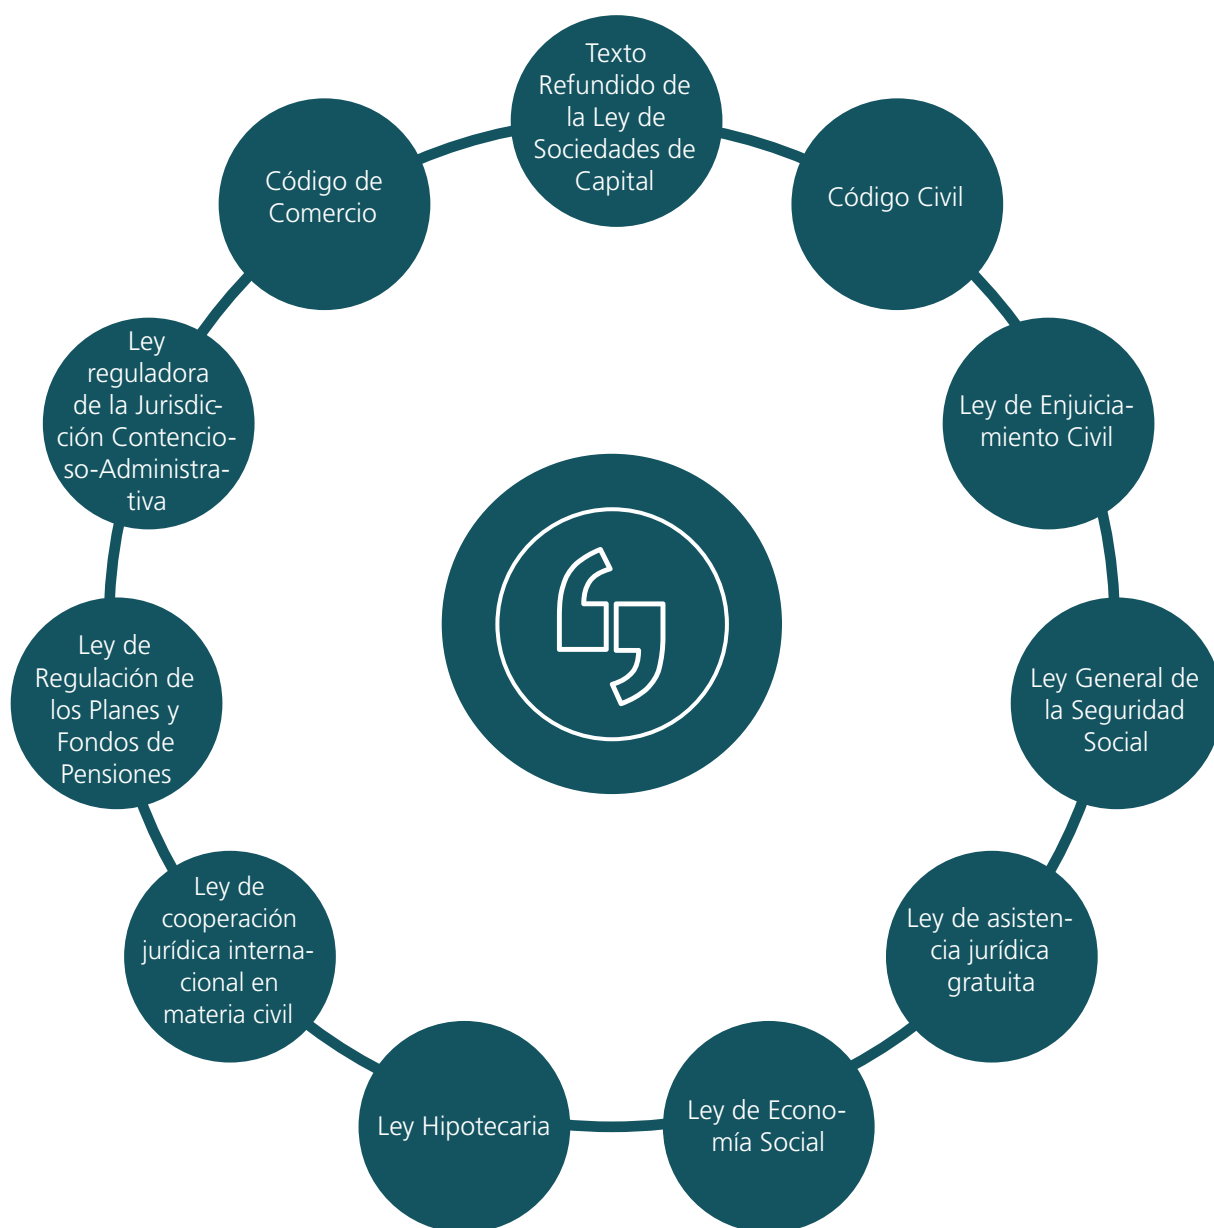 Texto
Refundido de
la Ley de
Sociedades de
Capital
Código Civil
Ley de Enjuicia-
miento Civil
Ley General de
la Seguridad
Social
Ley de asisten-
cia jurídica
gratuita
Ley de Econo-
mía Social
Ley Hipotecaria
Ley de
cooperación
jurídica interna-
cional en
materia civil
Ley de
Regulación de
los Planes y
Fondos de
Pensiones
Ley
reguladora
de la Jurisdic-
ción Contencio-
so-Administra-
tiva
Código de
Comercio